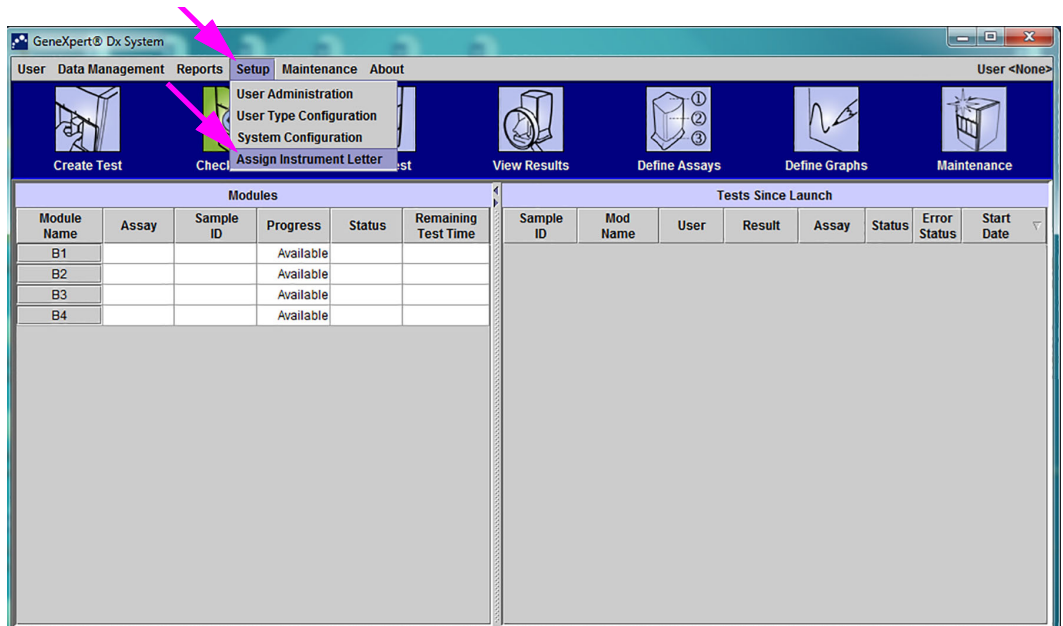 GeneXpert® Dx System
User Data Management Reports Setup Maintenance About User <None>
User Administration
User Type Configuration
System Configuration
Assign Instrument Letter
Create Test
View Results
Define Assays
Define Graphs
Maintenance
Modules
Module Name Assay Sample ID Progress Status Remaining Test Time
B1 Available
B2 Available
B3 Available
B4 Available
Tests Since Launch
Sample ID Mod Name User Result Assay Status Error Status Start Date